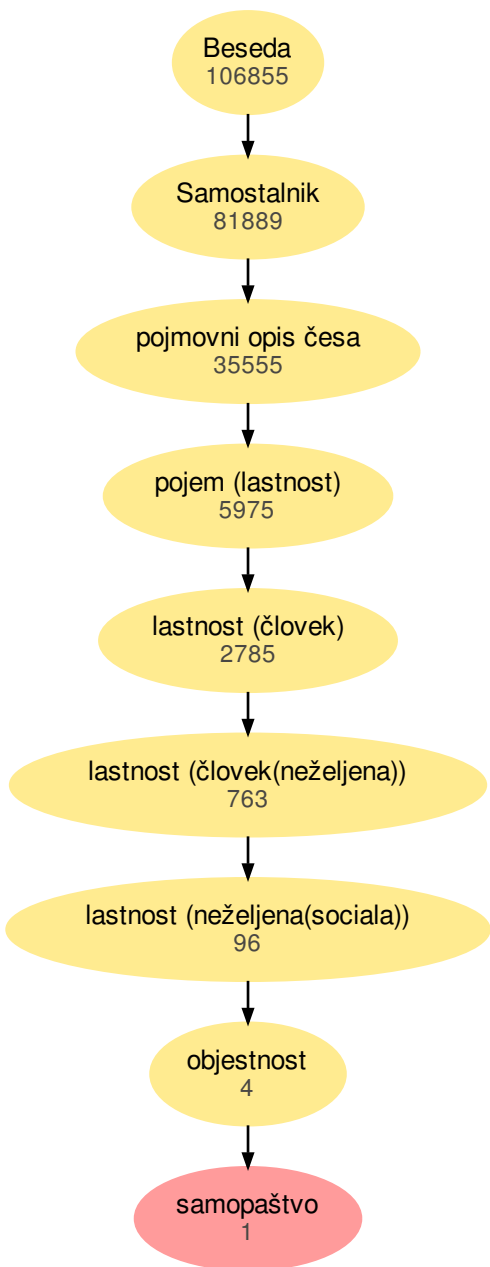 Beseda
106855
Samostalnik
81889
pojmovni opis česa
35555
pojem (lastnost)
5975
lastnost (človek)
2785
lastnost (človek(neželjena))
763
lastnost (neželjena(sociala))
96
objestnost
4
samopaštvo
1